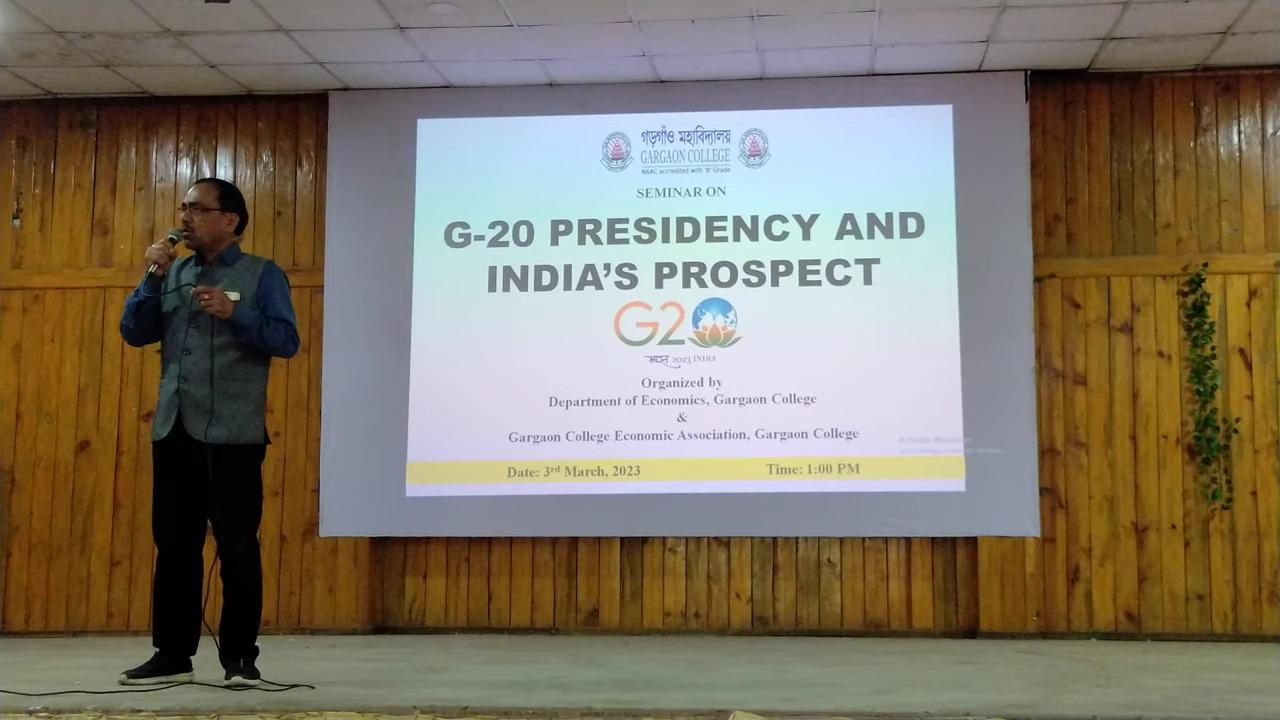 গড়গাঁও মহাবিদ্যালয়
GARGAON COLLEGE
NAAC accredited with 'B' Grade
SEMINAR ON
G-20 PRESIDENCY AND
INDIA'S PROSPECT
G20
भारत 2023 INDIA
Organized by
Department of Economics, Gargaon College
&
Gargaon College Economic Association, Gargaon College
Date: 3rd March, 2023 Time: 1:00 PM